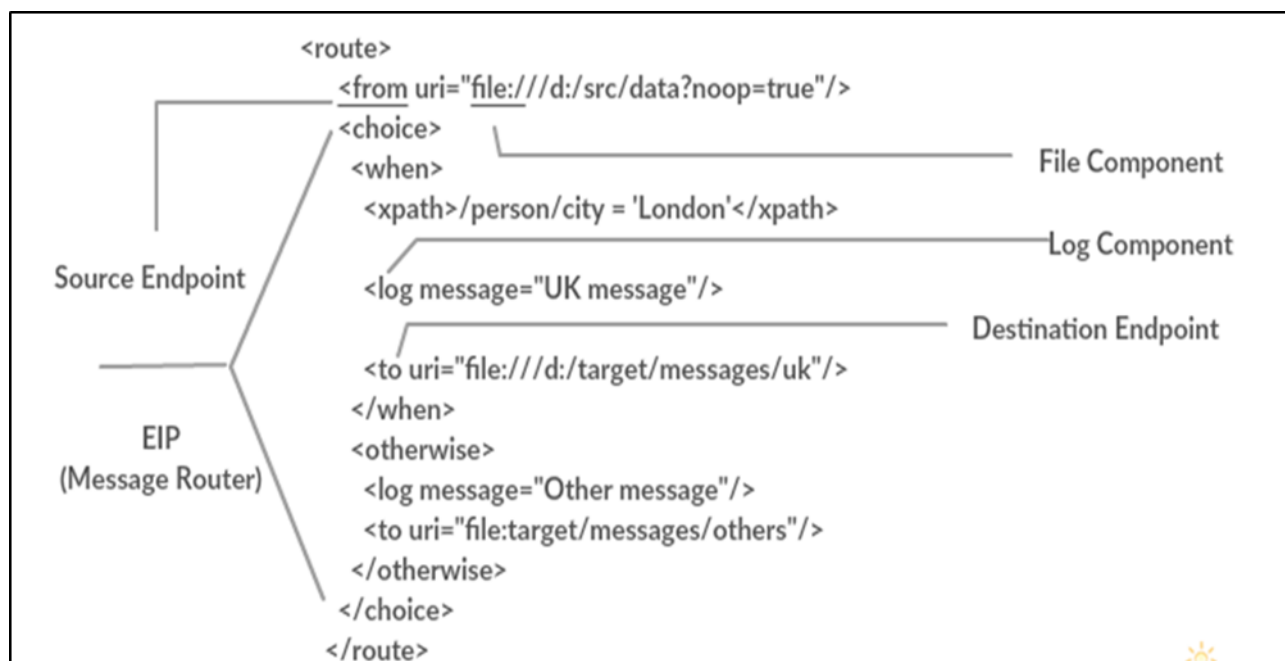 <route>
<from uri="file:///d:/src/data?noop=true"/>
<choice>
<when>
File Component
<xpath>/person/city = 'London'</xpath>
Log Component
Source Endpoint
<log message="UK message"/>
Destination Endpoint
<to uri="file:///d:/target/messages/uk"/>
</when>
EIP
(Message Router)
<otherwise>
<log message="Other message"/>
<to uri="file:target/messages/others"/>
</otherwise>
</choice>
</route>